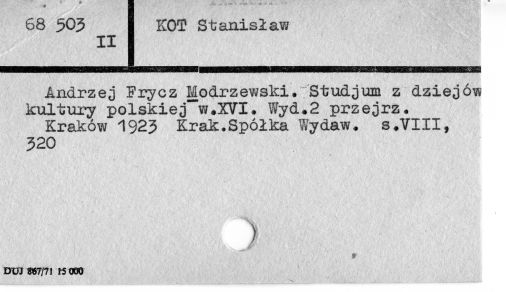 68 503
II
KOT Stanisław
Andrzej Frycz Modrzewski. Studjum z dziejów
kultury polskiej w.XVI. Wyd.2 przejrz.
Kraków 1923 Krak.Spółka Wydaw. s.VIII,
320
DUJ 867/71 15 000